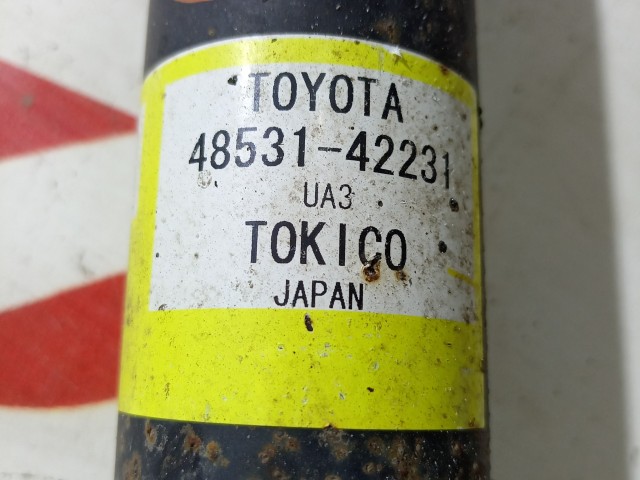 TOYOTA
48531-42231
UA3
TOKICO
JAPAN